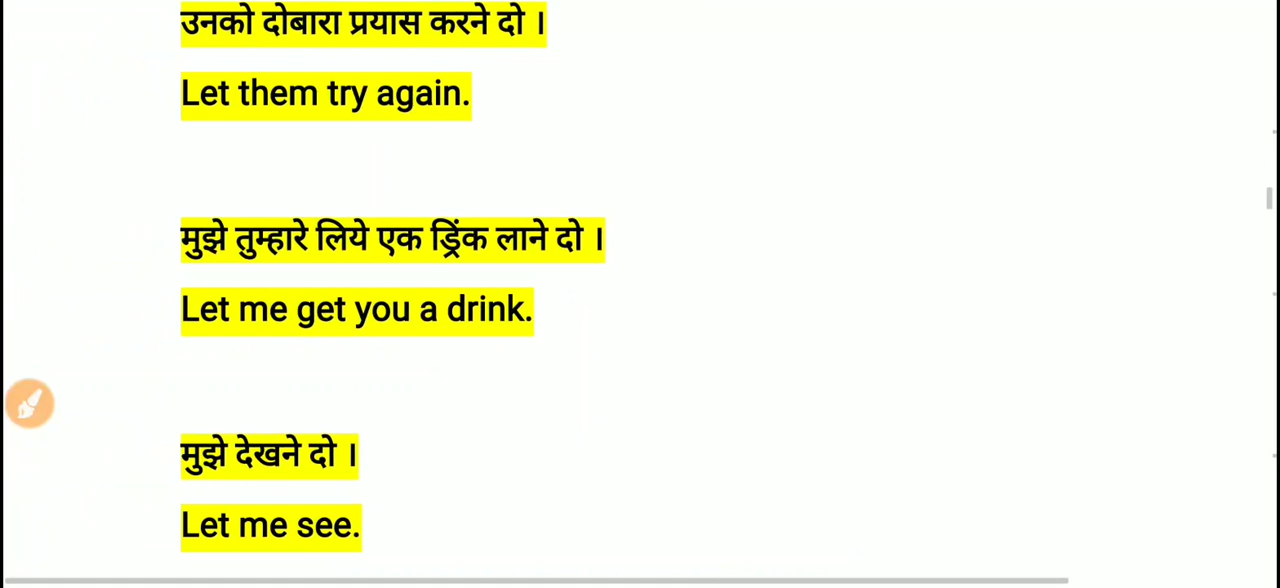 उनको दोबारा प्रयास करने दो ।
Let them try again.
मुझे तुम्हारे लिये एक ड्रिंक लाने दो ।
Let me get you a drink.
मुझे देखने दो ।
Let me see.